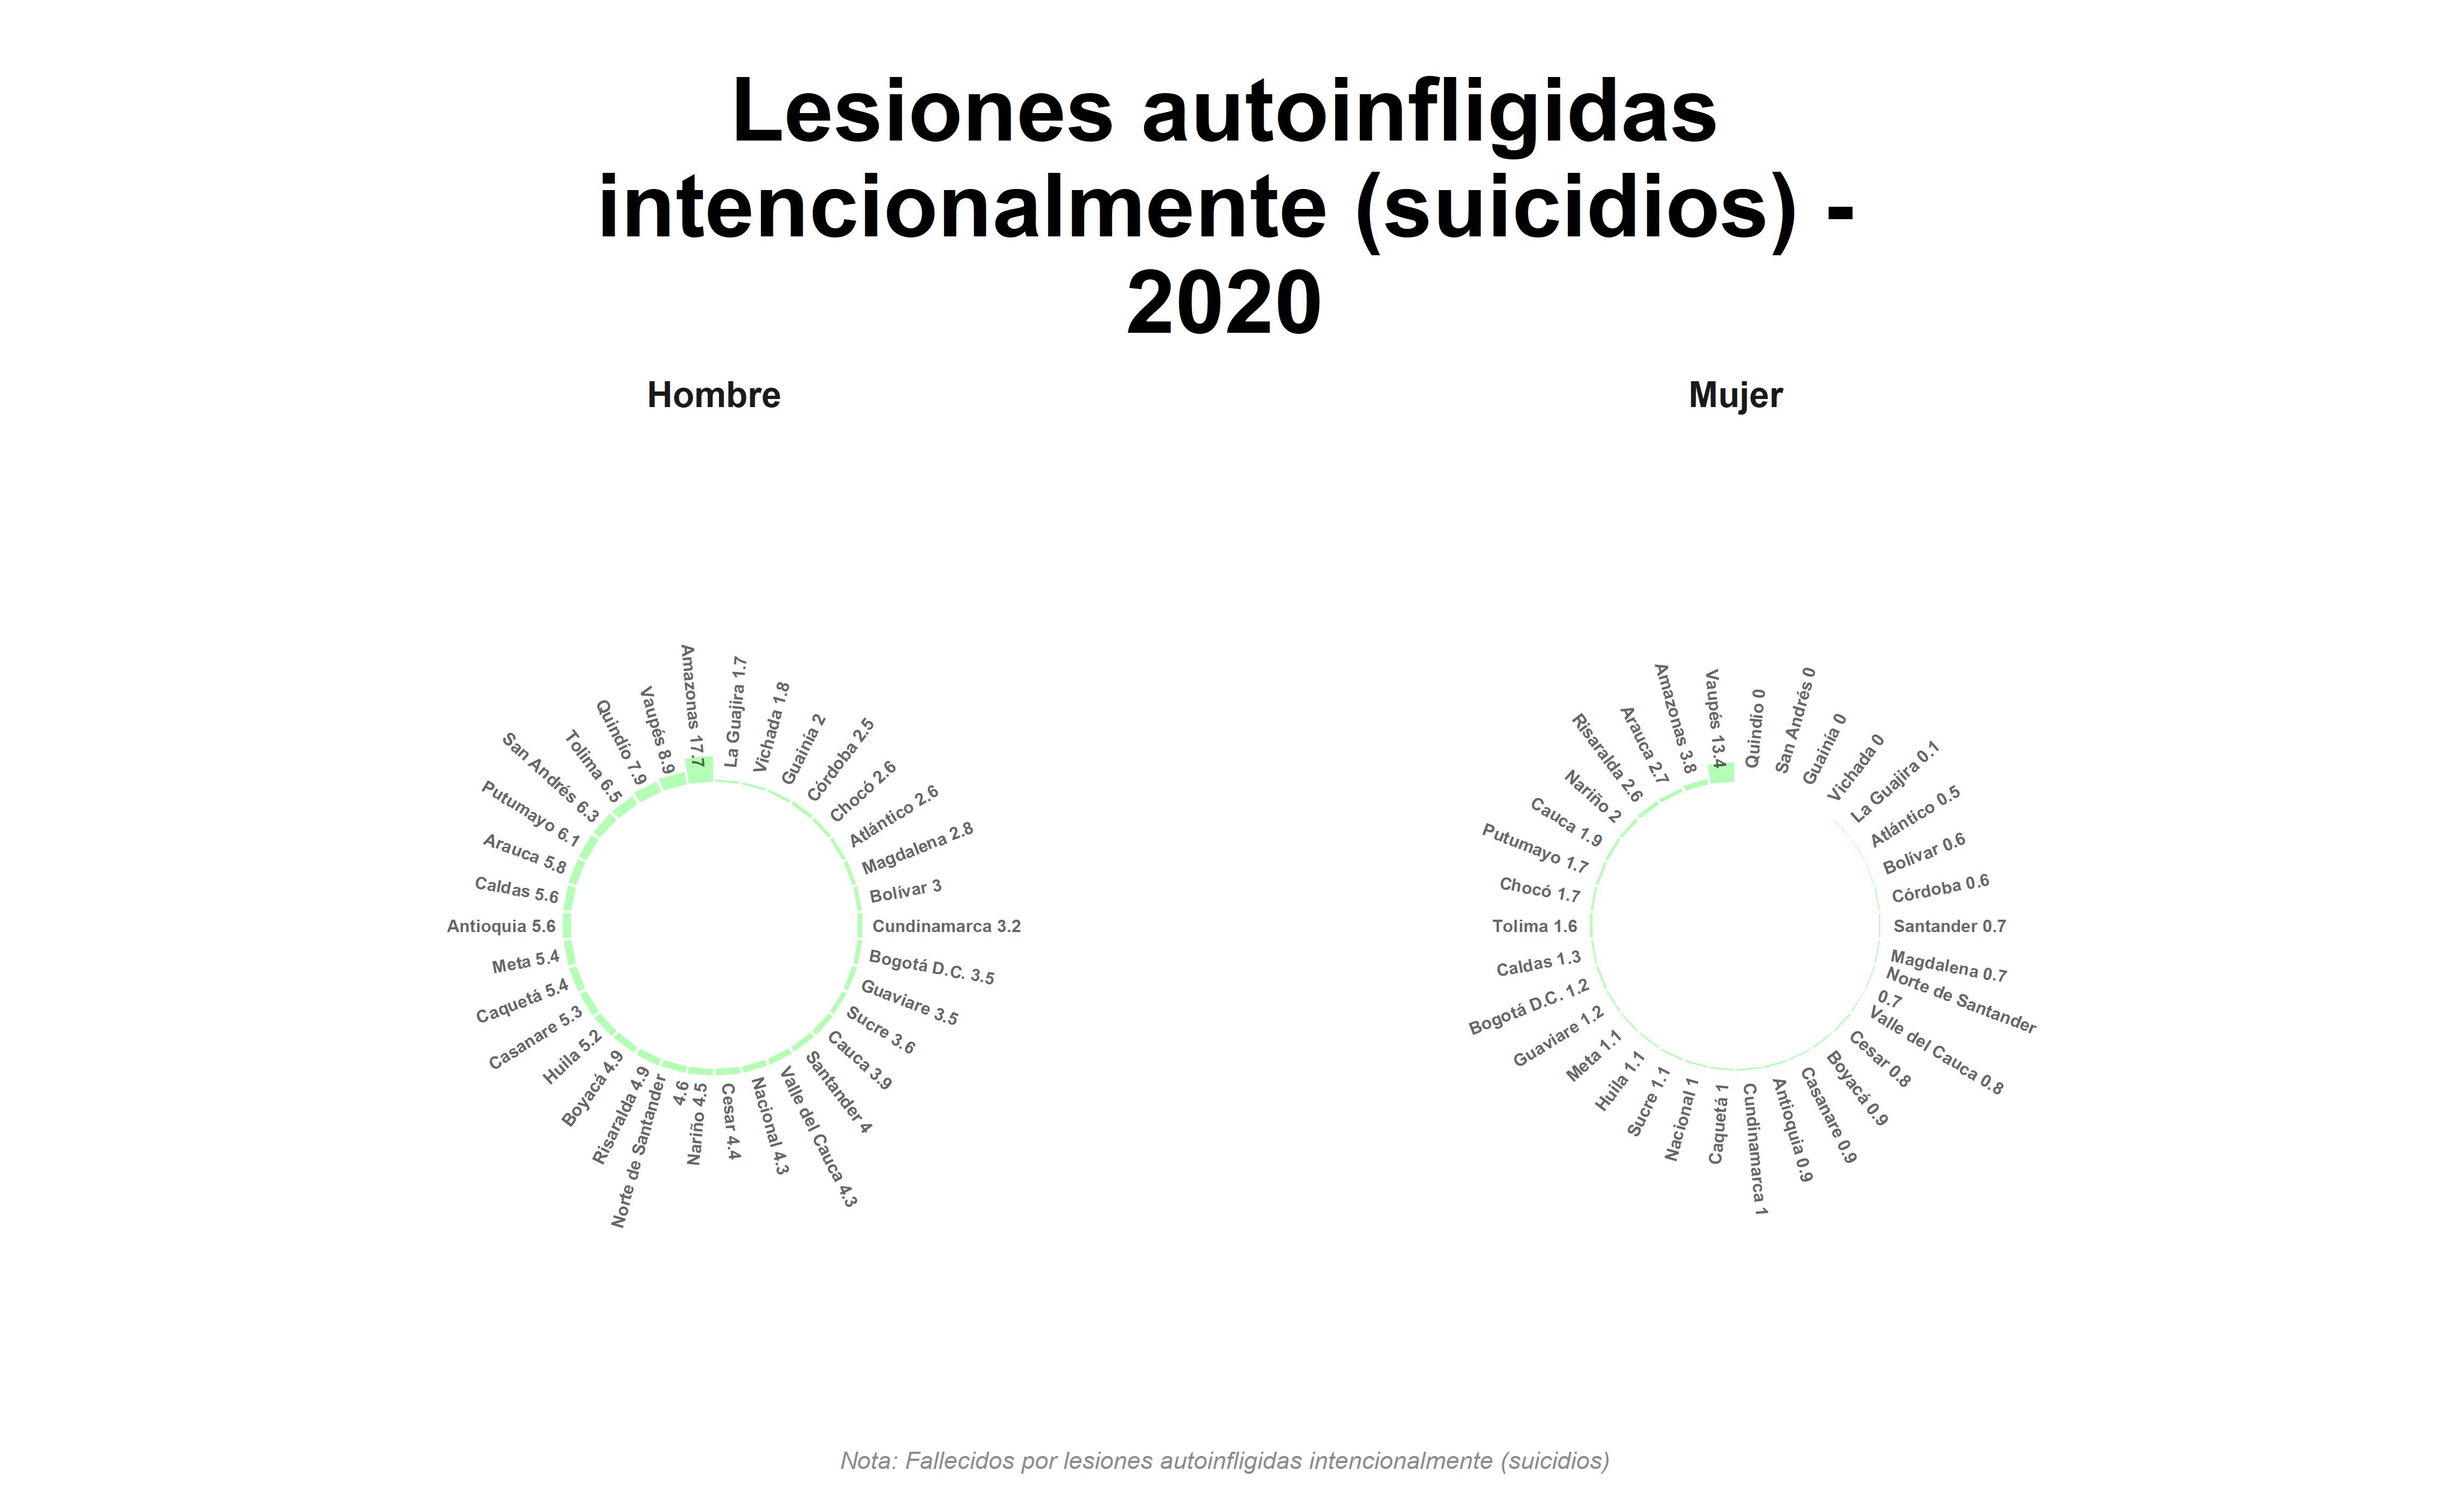 Lesiones autoinfligidas
intencionalmente (suicidios) -
2020
Hombre
La Guajira 1.7
Vichada 1.8
Guainía 2
Córdoba 2.5
Chocó 2.6
Atlántico 2.6
Magdalena 2.8
Bolívar 3
Cundinamarca 3.2
Bogotá D.C. 3.5
Guaviare 3.5
Sucre 3.6
Cauca 3.9
Santander 4
Valle del Cauca 4.3
Nacional 4.3
Cesar 4.4
Nariño 4.5
Norte de Santander
4.6
Risaralda 4.9
Boyacá 4.9
Huila 5.2
Casanare 5.3
Caquetá 5.4
Meta 5.4
Antioquia 5.6
Caldas 5.6
Arauca 5.8
Putumayo 6.1
San Andrés 6.3
Tolima 6.5
Quindío 7.9
Vaupés 8.9
Amazonas 17.7
Mujer
Quindío 0
San Andrés 0
Guainía 0
Vichada 0
La Guajira 0.1
Atlántico 0.5
Bolívar 0.6
Córdoba 0.6
Santander 0.7
Magdalena 0.7
Norte de Santander
0.7
Valle del Cauca 0.8
Cesar 0.8
Boyacá 0.9
Casanare 0.9
Antioquia 0.9
Cundinamarca 1
Caquetá 1
Nacional 1
Sucre 1.1
Huila 1.1
Meta 1.1
Guaviare 1.2
Bogotá D.C. 1.2
Caldas 1.3
Tolima 1.6
Chocó 1.7
Putumayo 1.7
Cauca 1.9
Nariño 2
Risaralda 2.6
Arauca 2.7
Amazonas 3.8
Vaupés 13.4
Nota: Fallecidos por lesiones autoinfligidas intencionalmente (suicidios)